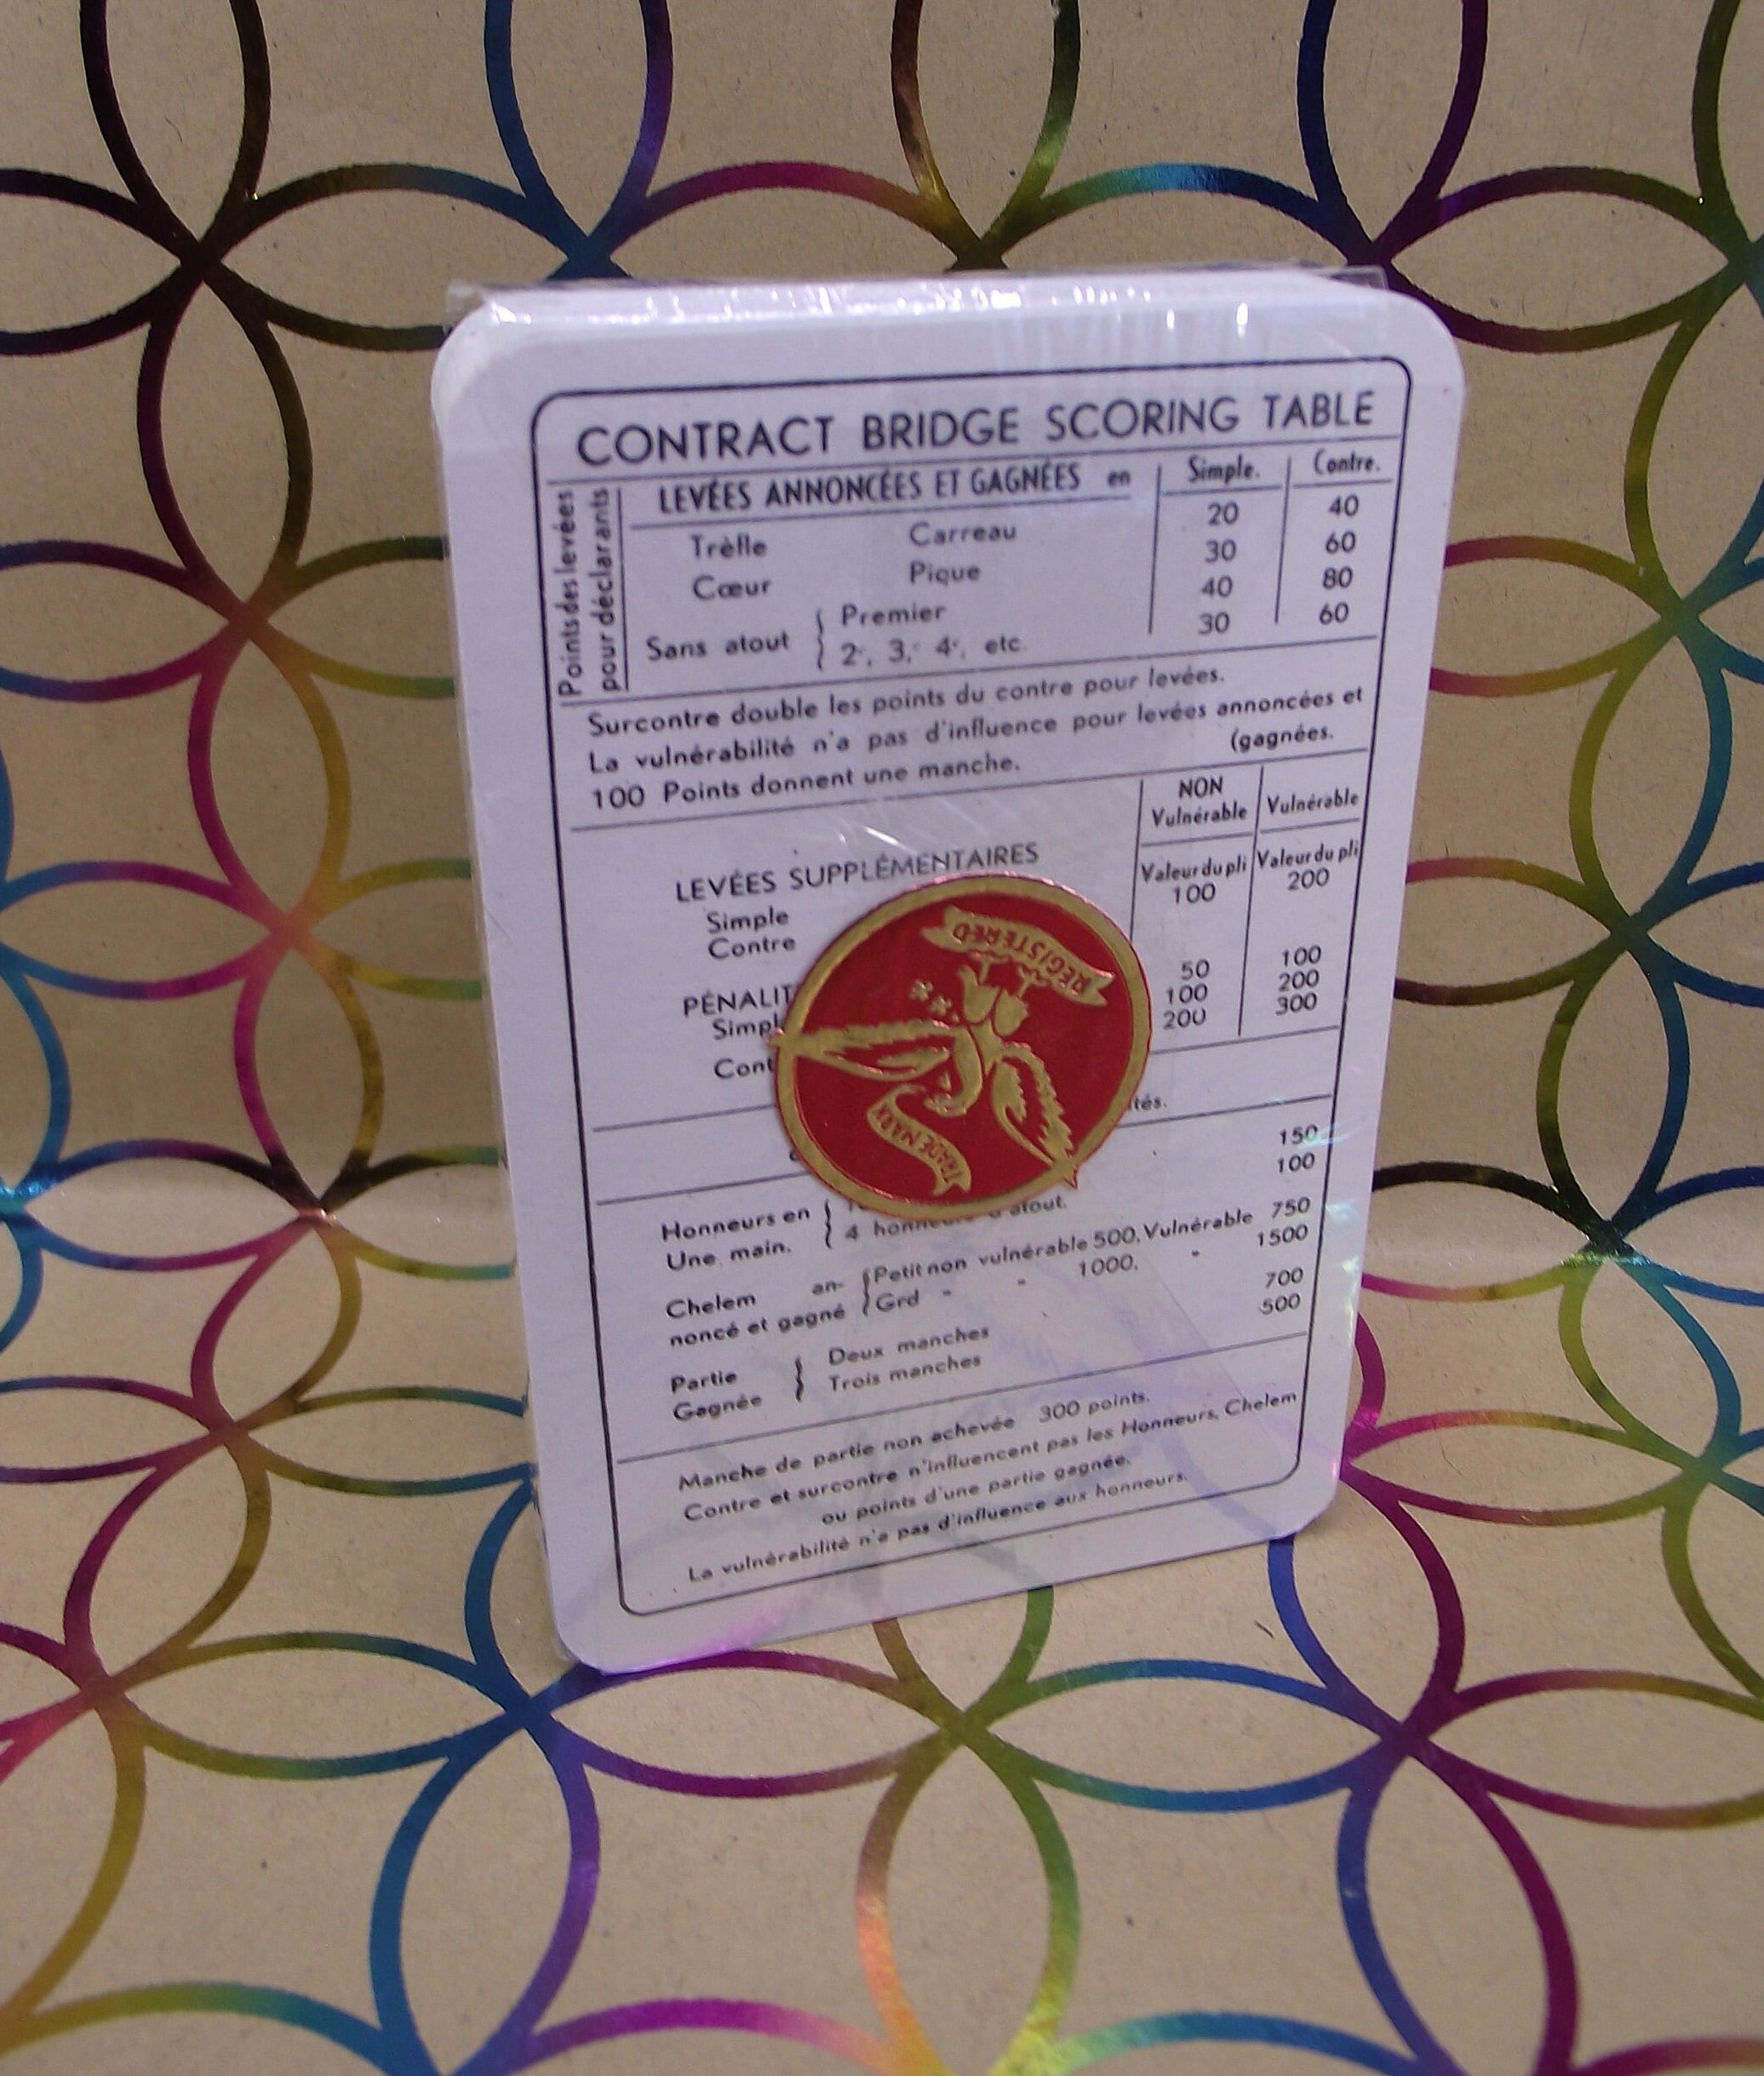 CONTRACT BRIDGE SCORING TABLE
Points des levées
pour déclarants
LEVÉES ANNONCÉES ET GAGNÉES en Simple. Contre.
Trèfle Carreau 20 40
Cœur Pique 30 60
Sans atout { Premier 40 80
2e, 3e, 4e, etc. 30 60
Surcontre double les points du contre pour levées.
La vulnérabilité n'a pas d'influence pour levées annoncées et
(gagnées.
100 Points donnent une manche.
NON
Vulnérable Vulnérable
LEVÉES SUPPLÉMENTAIRES
Simple Valeur du pli Valeur du pli
Contre 100 200
Simpl 50 100
100 200
Cont 200 300
150
Honneurs en
Une main. { 4 honneurs d'atout. 100
Chelem an-
noncé et gagné { Petit non vulnérable 500, Vulnérable 750
Grd " " 1000, " 1500
Partie
Gagnée } Deux manches 700
Trois manches 500
Manche de partie non achevée 300 points.
Contre et surcontre n'influencent pas les Honneurs, Chelem
ou points d'une partie gagnée.
La vulnérabilité n'a pas d'influence aux honneurs.
REGISTERED
TRADE MARK